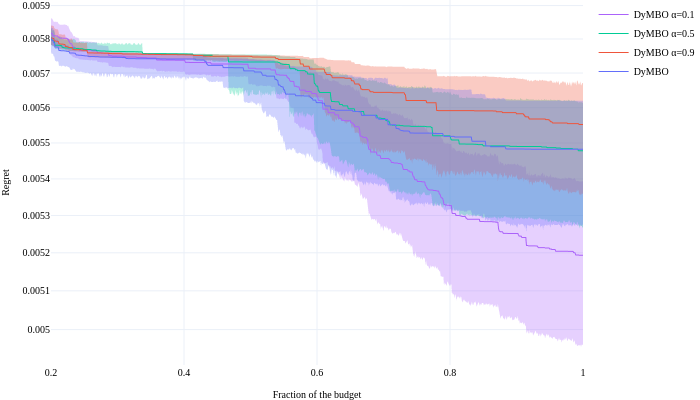 0.0059
0.0058
0.0057
0.0056
0.0055
0.0054
0.0053
0.0052
0.0051
0.005
Regret
0.2
0.4
0.6
0.8
1
Fraction of the budget
DyMBO α=0.1
DyMBO α=0.5
DyMBO α=0.9
DyMBO